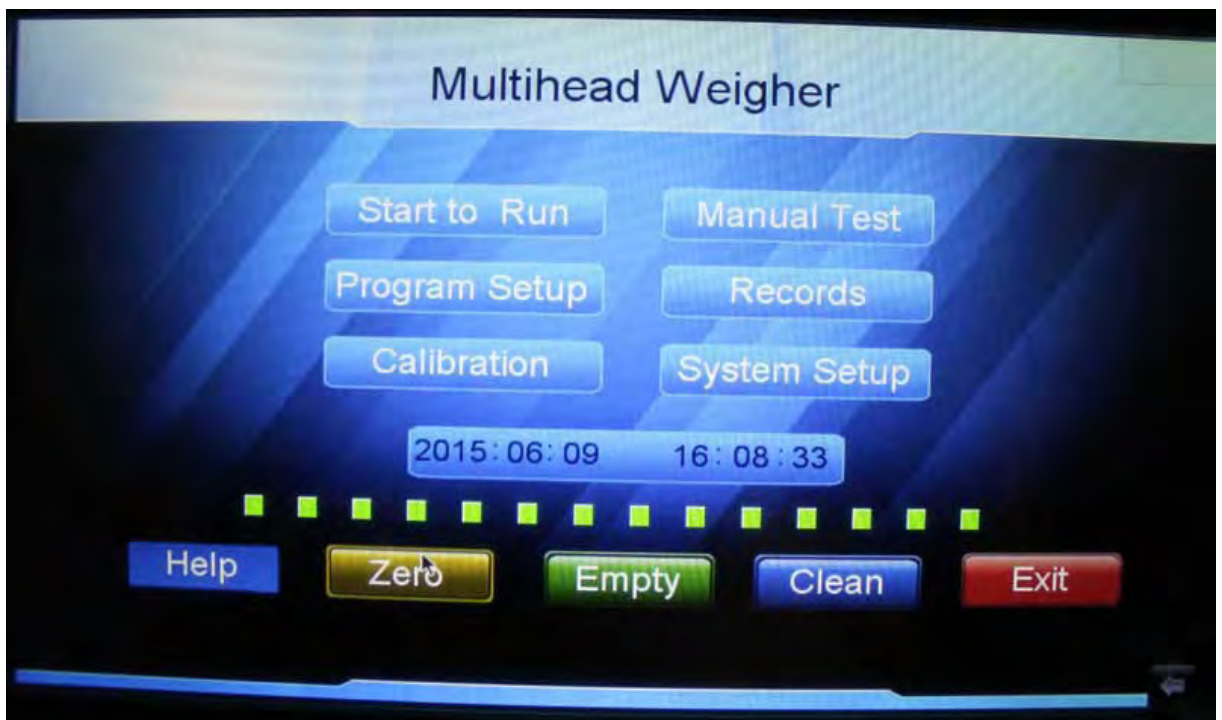 Multihead Weigher
Start to Run
Manual Test
Program Setup
Records
Calibration
System Setup
2015:06:09 16:08:33
Help
Zero
Empty
Clean
Exit